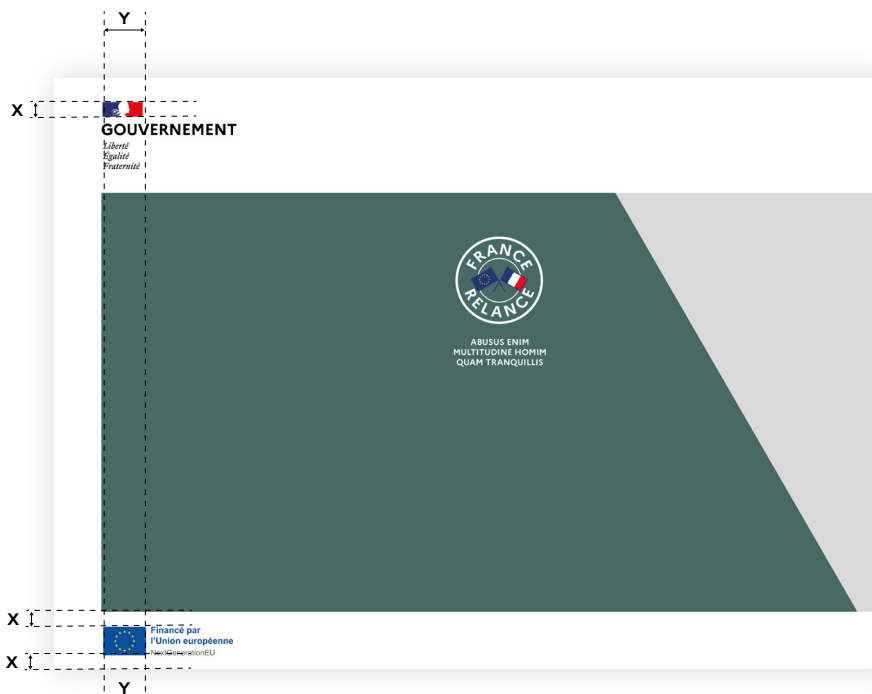 Y
X
GOUVERNEMENT
Liberté
Égalité
Fraternité
FRANCE
RELANCE
ABUSUS ENIM
MULTITUDINE HOMIM
QUAM TRANQUILLIS
X
Financé par
l'Union européenne
NextGenerationEU
X
Y